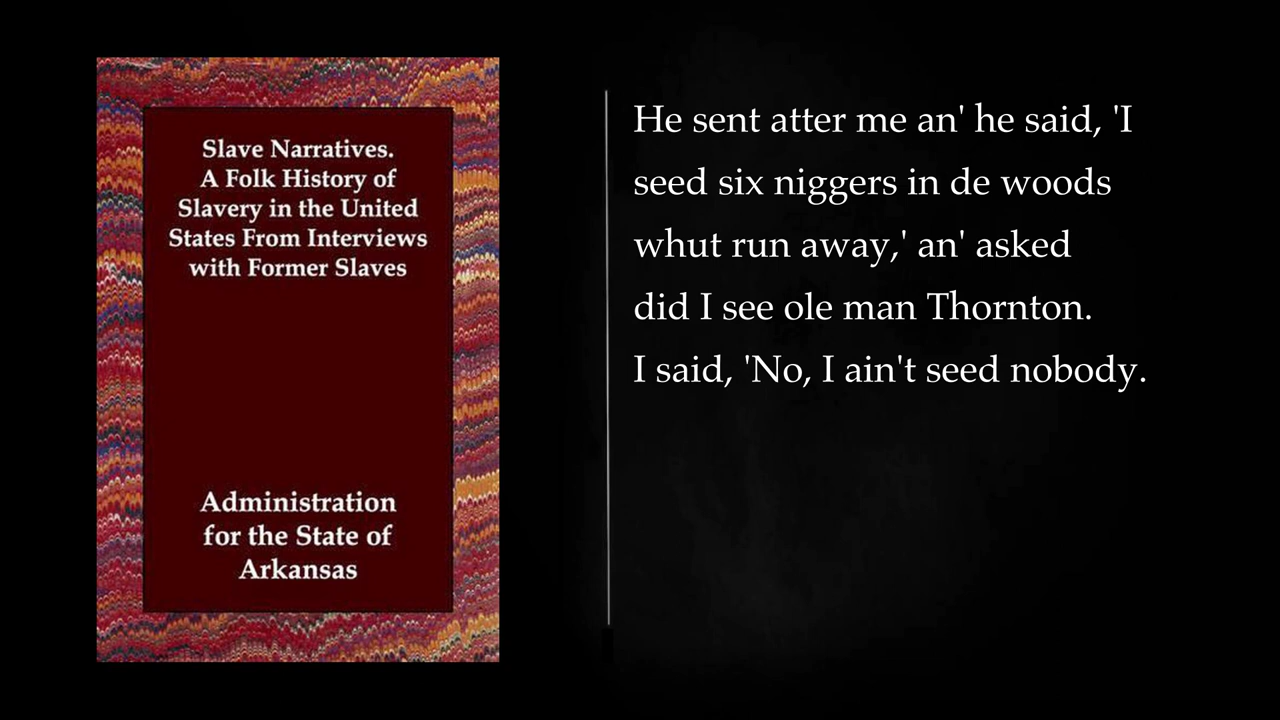 Slave Narratives.
A Folk History of
Slavery in the United
States From Interviews
with Former Slaves
Administration
for the State of
Arkansas
He sent atter me an' he said, 'I
seed six niggers in de woods
whut run away,' an' asked
did I see ole man Thornton.
I said, 'No, I ain't seed nobody.